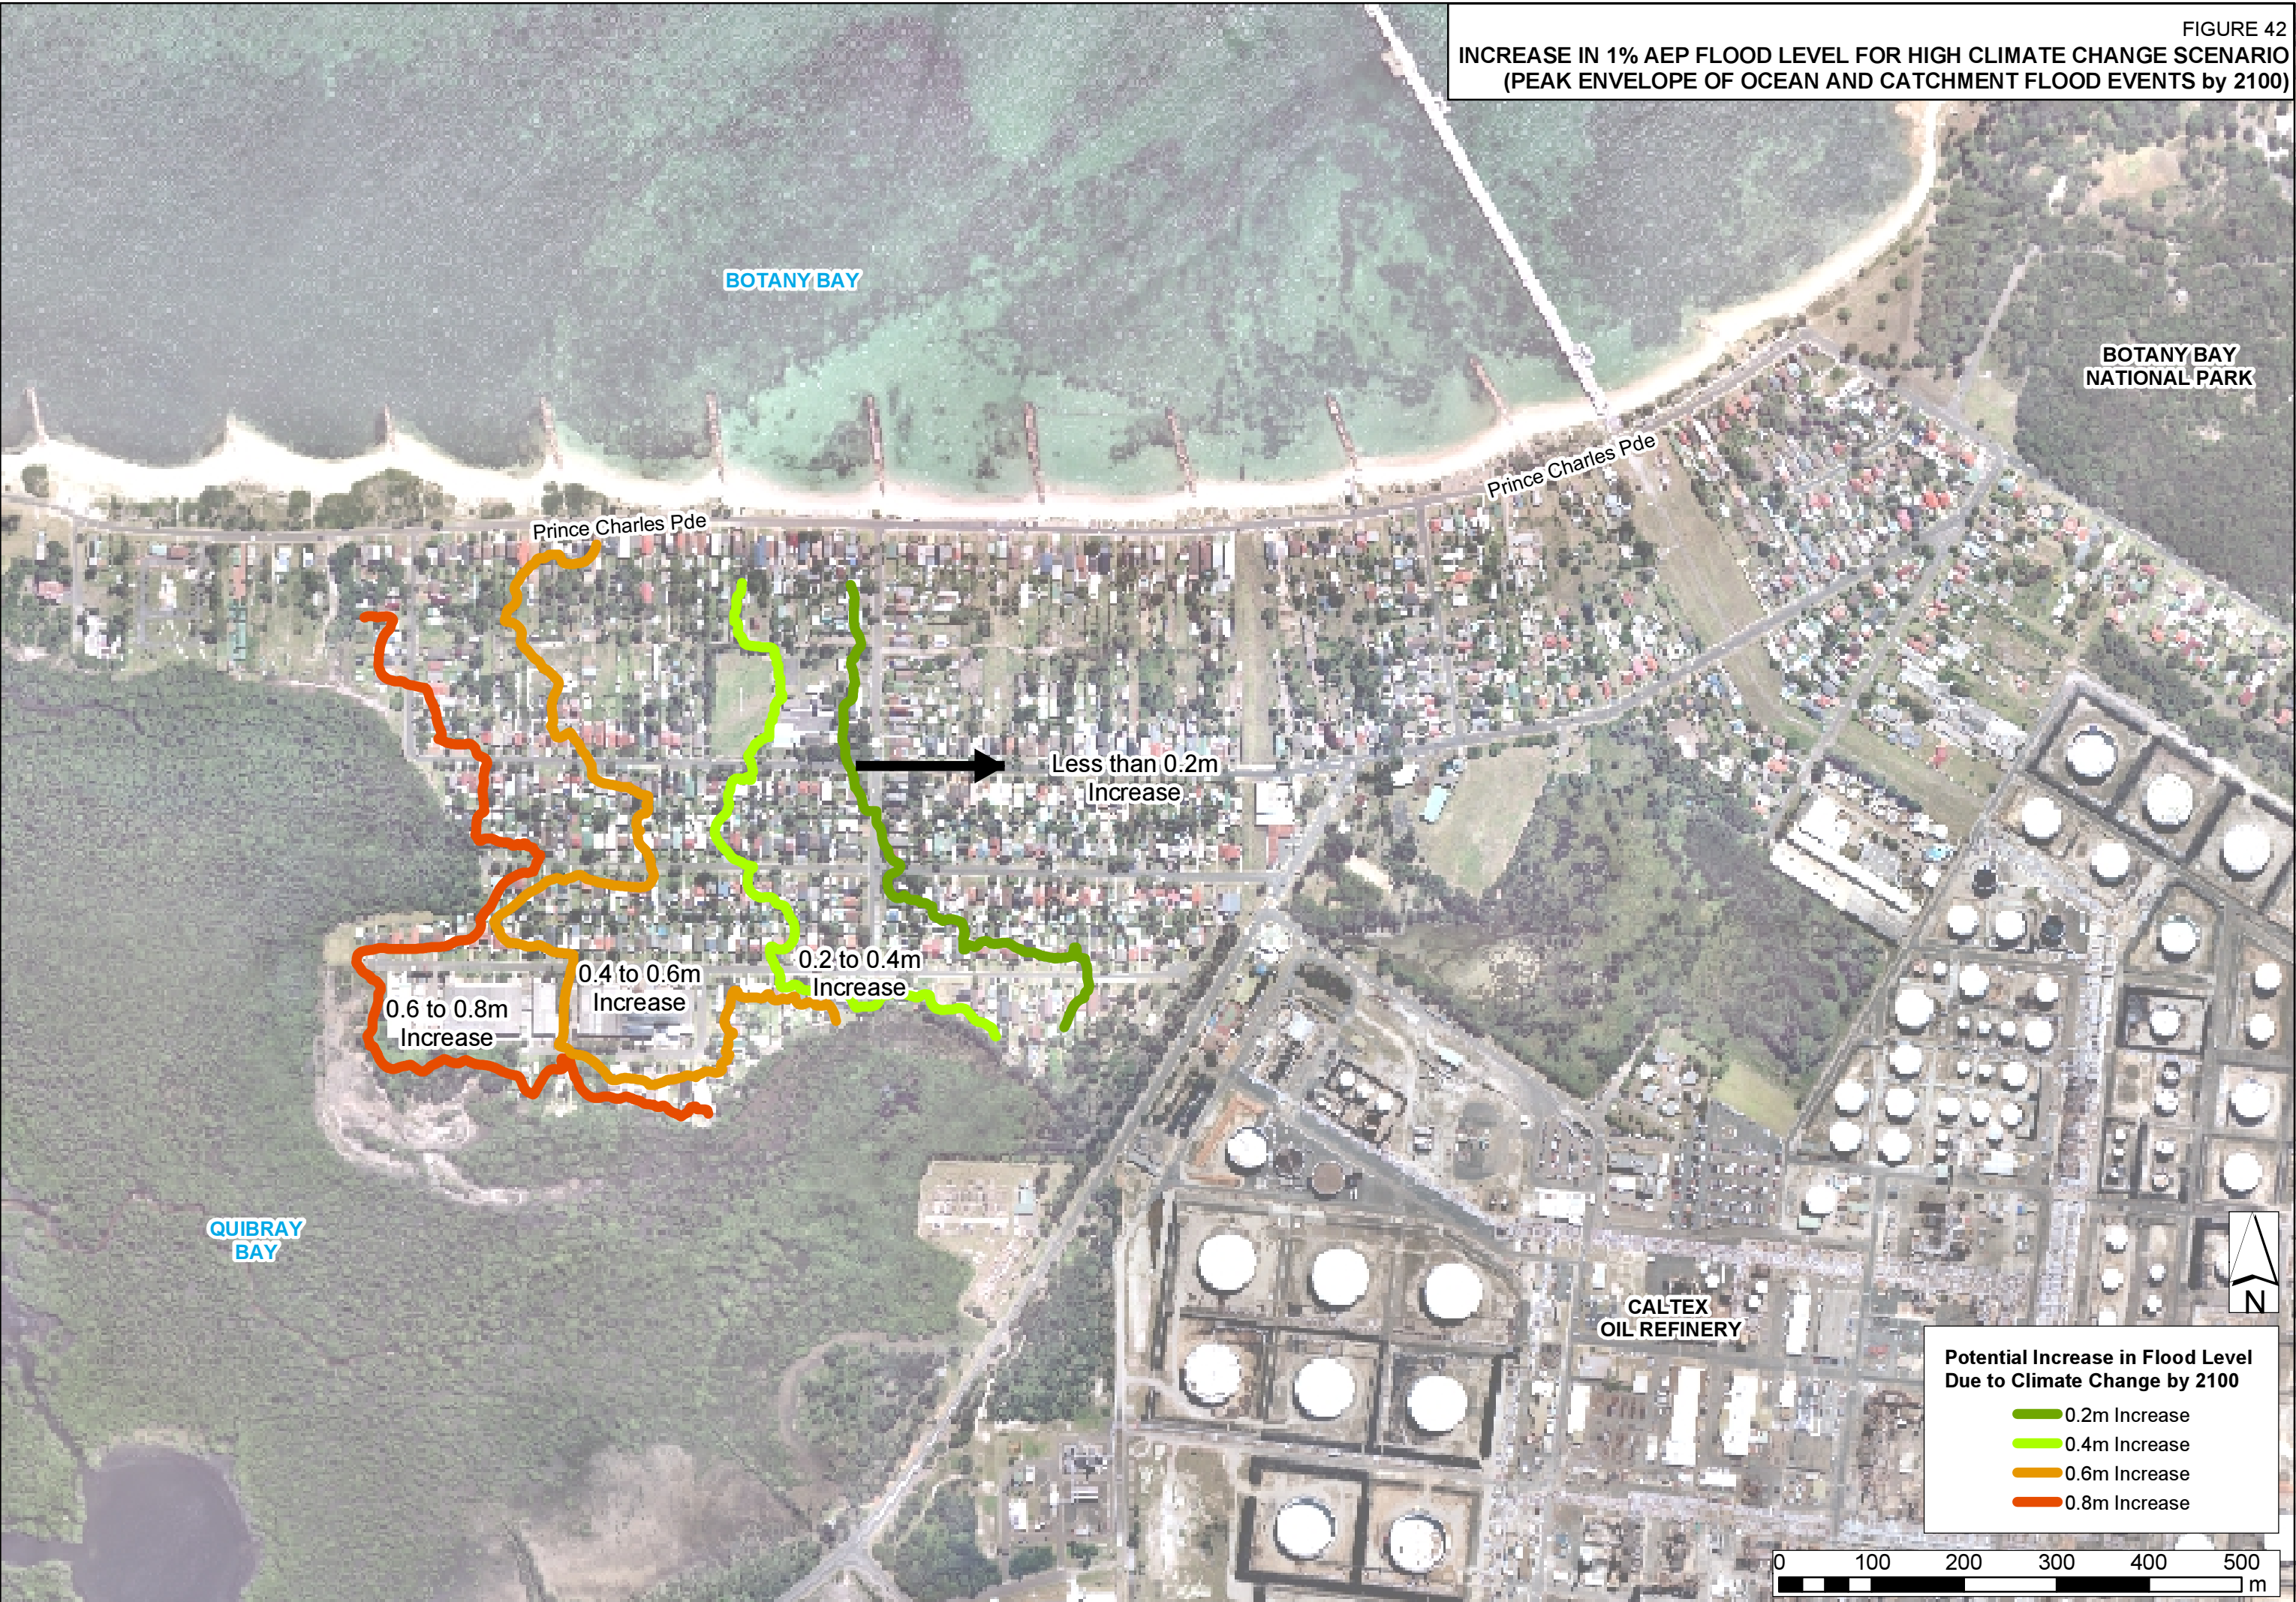 FIGURE 42
INCREASE IN 1% AEP FLOOD LEVEL FOR HIGH CLIMATE CHANGE SCENARIO
(PEAK ENVELOPE OF OCEAN AND CATCHMENT FLOOD EVENTS by 2100)
BOTANY BAY
BOTANY BAY
NATIONAL PARK
Prince Charles Pde
Prince Charles Pde
Less than 0.2m
Increase
0.2 to 0.4m
Increase
0.4 to 0.6m
Increase
0.6 to 0.8m
Increase
QUIBRAY
BAY
CALTEX
OIL REFINERY
N
Potential Increase in Flood Level
Due to Climate Change by 2100
0.2m Increase
0.4m Increase
0.6m Increase
0.8m Increase
0 100 200 300 400 500
m